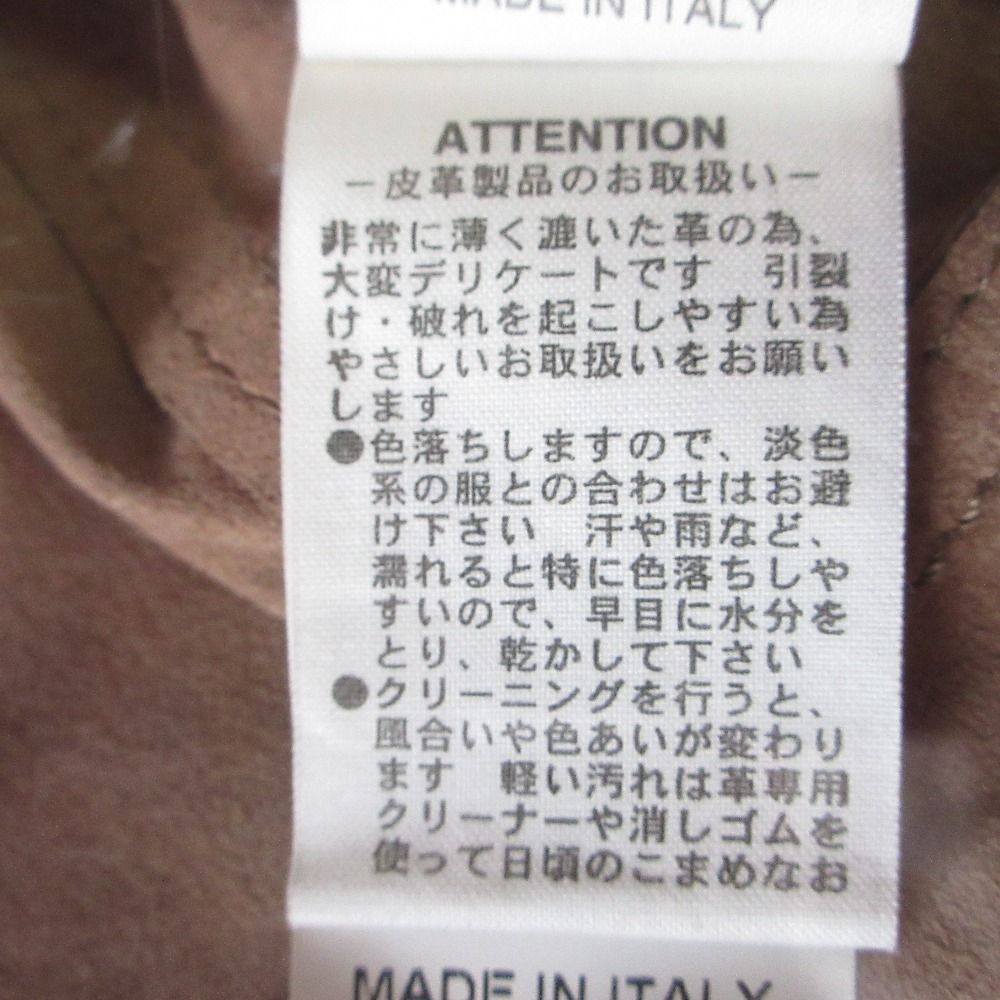 MADE IN ITALY
ATTENTION
－皮革製品のお取扱い－
非常に薄く漉いた革の為、
大変デリケートです　引裂
け・破れを起こしやすい為
やさしいお取扱いをお願い
します
●色落ちしますので、淡色
系の服との合わせはお避
け下さい　汗や雨など、
濡れると特に色落ちしや
すいので、早目に水分を
とり、乾かして下さい
●クリーニングを行うと、
風合いや色あいが変わり
ます　軽い汚れは革専用
クリーナーや消しゴムを
使って日頃のこまめなお
MADE IN ITALY